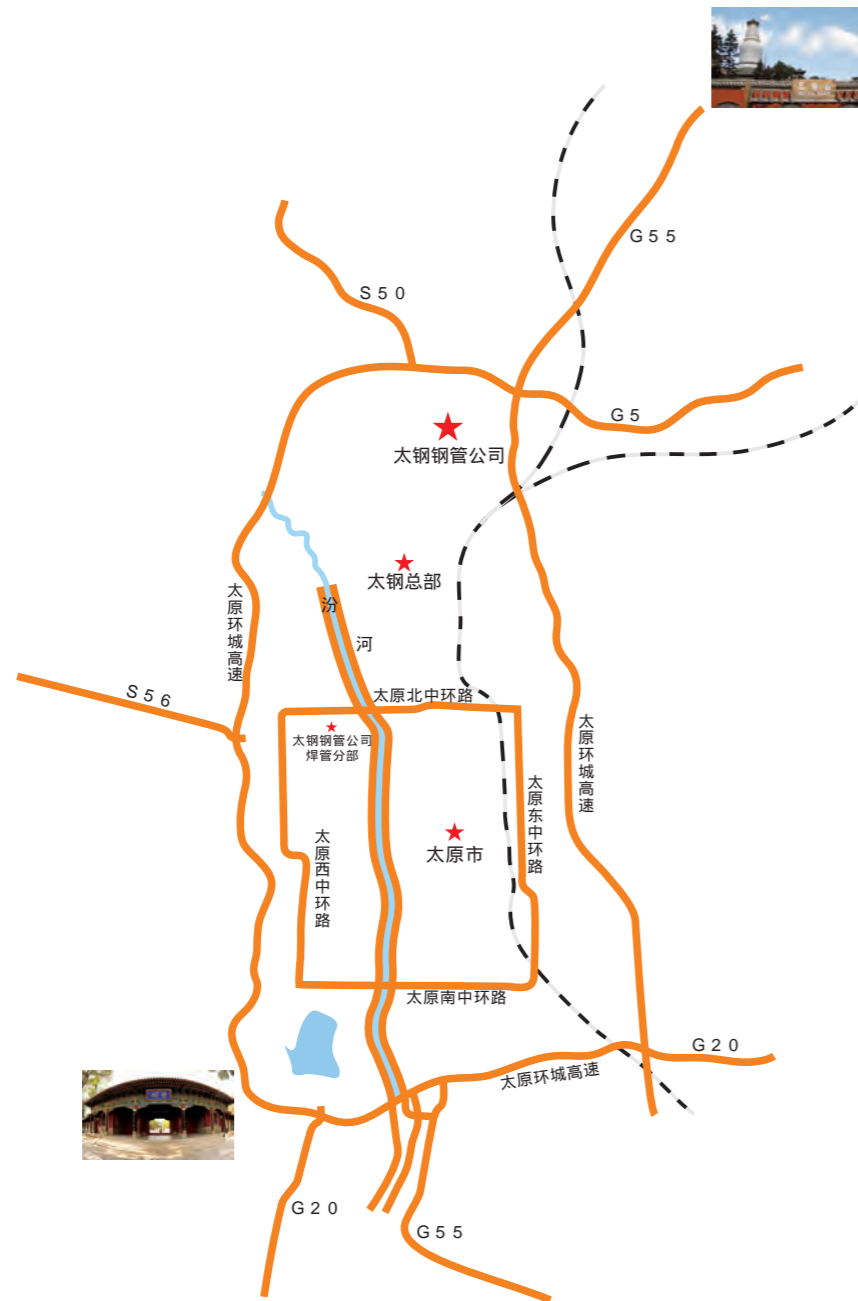 G55
S50
G5
太钢钢管公司
太钢总部
汾
河
太原环城高速
S56
太原北中环路
太钢钢管公司
焊管分部
太原环城高速
太原东中环路
太原市
太原西中环路
太原南中环路
G20
太原环城高速
G20
G55